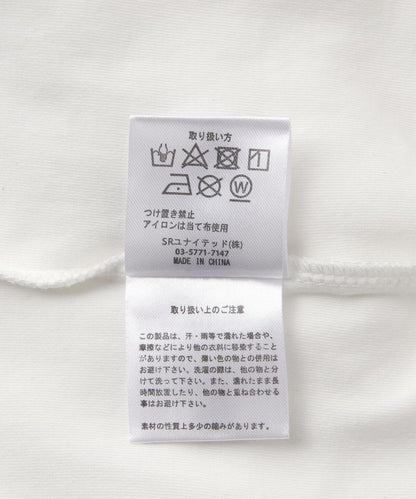 取り扱い方
W
つけ置き禁止
アイロンは当て布使用
SRユナイテッド(株)
03-5771-7147
MADE IN CHINA
取り扱い上のご注意
この製品は、汗・雨等で濡れた場合や、
摩擦などにより他の衣料に移染すること
がありますので、薄い色の物との併用は
お避け下さい。洗濯の際は、他の物と分
けて洗って下さい。また、濡れたまま長
時間放置したり、他の物と重ね合わせる
事はお避け下さい。
素材の性質上多少の縮みがあります。